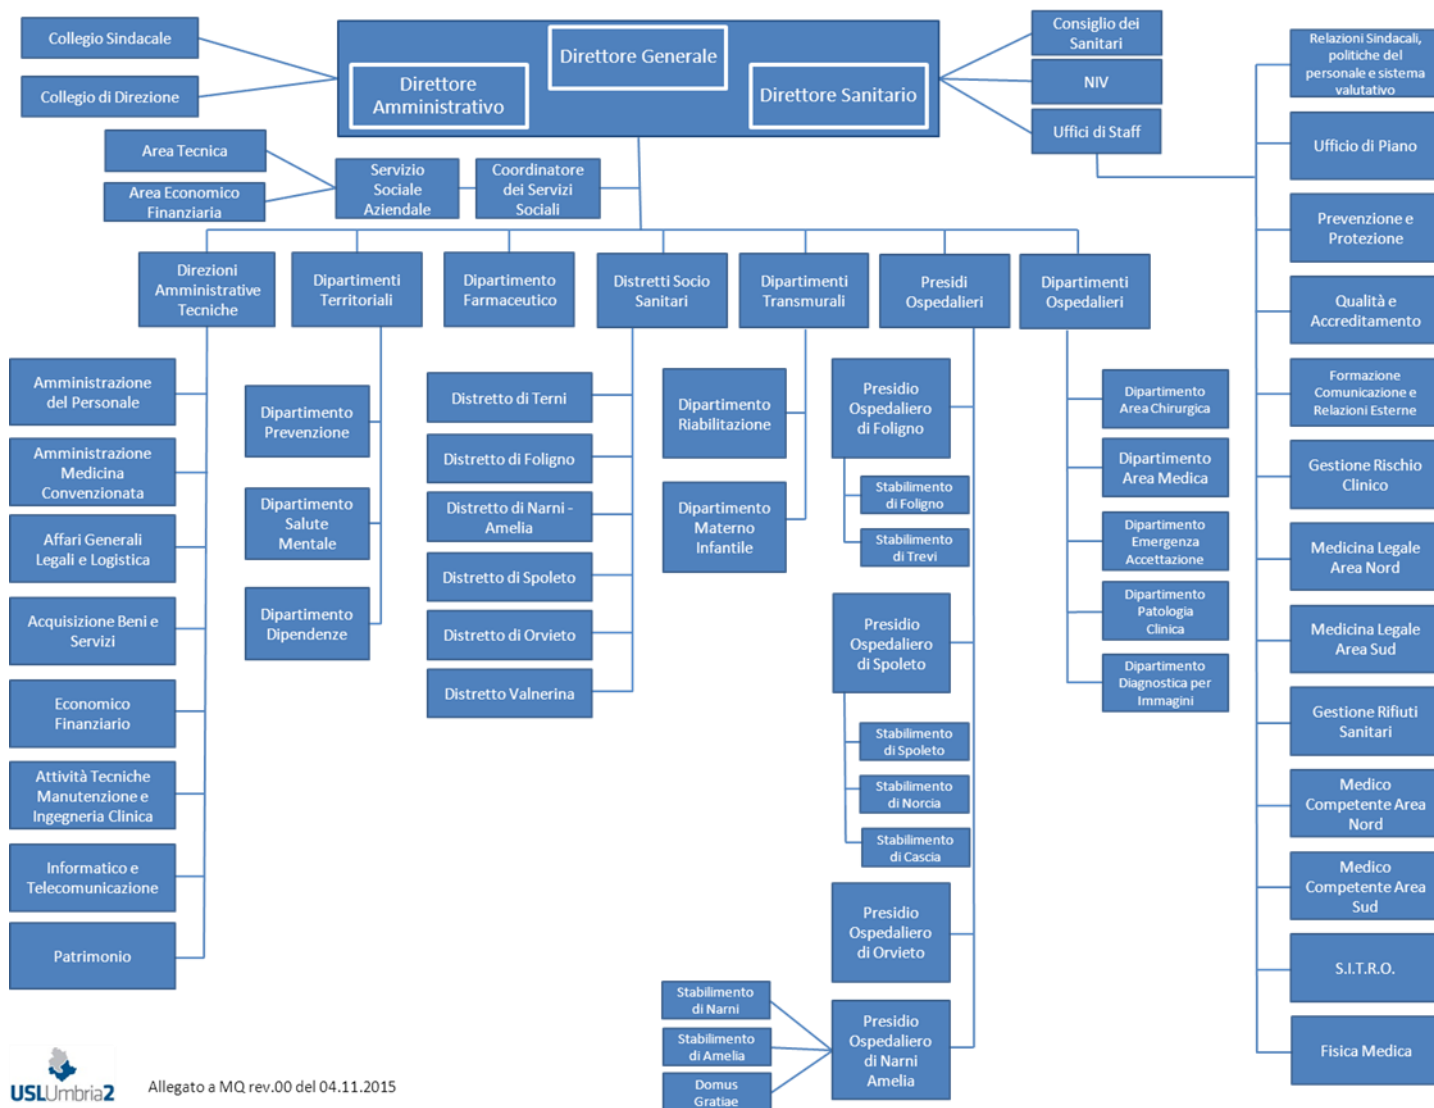 Collegio Sindacale
Collegio di Direzione
Direttore Generale
Direttore
Amministrativo
Direttore Sanitario
Consiglio dei
Sanitari
NIV
Uffici di Staff
Area Tecnica
Area Economico
Finanziaria
Servizio
Sociale
Aziendale
Coordinatore
dei Servizi
Sociali
Direzioni
Amministrative
Tecniche
Dipartimenti
Territoriali
Dipartimento
Farmaceutico
Distretti Socio
Sanitari
Dipartimenti
Transmurali
Presidi
Ospedalieri
Dipartimenti
Ospedalieri
Amministrazione
del Personale
Amministrazione
Medicina
Convenzionata
Affari Generali
Legali e Logistica
Acquisizione Beni e
Servizi
Economico
Finanziario
Attività Tecniche
Manutenzione e
Ingegneria Clinica
Informatico e
Telecomunicazione
Patrimonio
Dipartimento
Prevenzione
Dipartimento
Salute
Mentale
Dipartimento
Dipendenze
Distretto di Terni
Distretto di Foligno
Distretto di Narni -
Amelia
Distretto di Spoleto
Distretto di Orvieto
Distretto Valnerina
Dipartimento
Riabilitazione
Dipartimento
Materno
Infantile
Presidio
Ospedaliero
di Foligno
Stabilimento
di Foligno
Stabilimento
di Trevi
Presidio
Ospedaliero
di Spoleto
Stabilimento
di Spoleto
Stabilimento
di Norcia
Stabilimento
di Cascia
Presidio
Ospedaliero
di Orvieto
Presidio
Ospedaliero
di Narni
Amelia
Stabilimento
di Narni
Stabilimento
di Amelia
Domus
Gratiae
Dipartimento
Area Chirurgica
Dipartimento
Area Medica
Dipartimento
Emergenza
Accettazione
Dipartimento
Patologia
Clinica
Dipartimento
Diagnostica per
Immagini
Relazioni Sindacali,
politiche del
personale e sistema
valutativo
Ufficio di Piano
Prevenzione e
Protezione
Qualità e
Accreditamento
Formazione
Comunicazione e
Relazioni Esterne
Gestione Rischio
Clinico
Medicina Legale
Area Nord
Medicina Legale
Area Sud
Gestione Rifiuti
Sanitari
Medico
Competente Area
Nord
Medico
Competente Area
Sud
S.I.T.R.O.
Fisica Medica
USLUmbria2
Allegato a MQ rev.00 del 04.11.2015